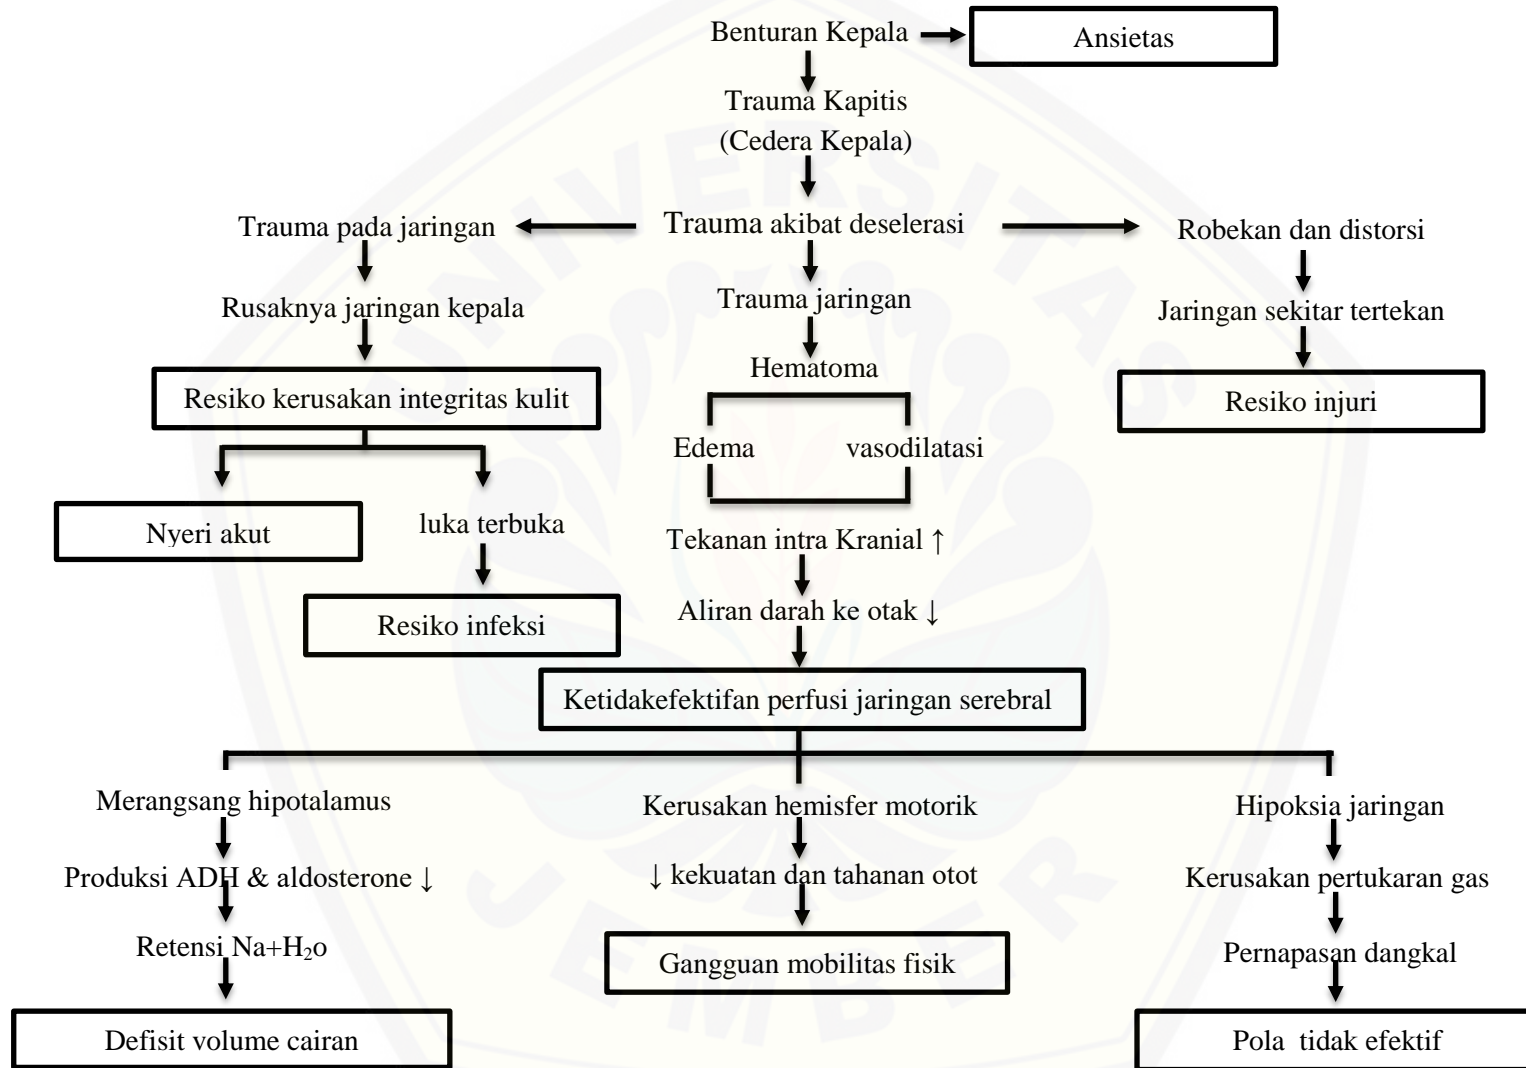 Benturan Kepala
Ansietas
Trauma Kapitis
(Cedera Kepala)
Trauma pada jaringan
Trauma akibat deselerasi
Robekan dan distorsi
Rusaknya jaringan kepala
Trauma jaringan
Jaringan sekitar tertekan
Hematoma
Resiko kerusakan integritas kulit
Resiko injuri
Edema
vasodilatasi
Nyeri akut
luka terbuka
Tekanan intra Kranial ↑
Resiko infeksi
Aliran darah ke otak ↓
Ketidakefektifan perfusi jaringan serebral
Merangsang hipotalamus
Kerusakan hemisfer motorik
Hipoksia jaringan
Produksi ADH & aldosterone ↓
↓ kekuatan dan tahanan otot
Kerusakan pertukaran gas
Retensi Na+H₂o
Gangguan mobilitas fisik
Pernapasan dangkal
Defisit volume cairan
Pola  tidak efektif
UNIVERSITAS
JEMBER